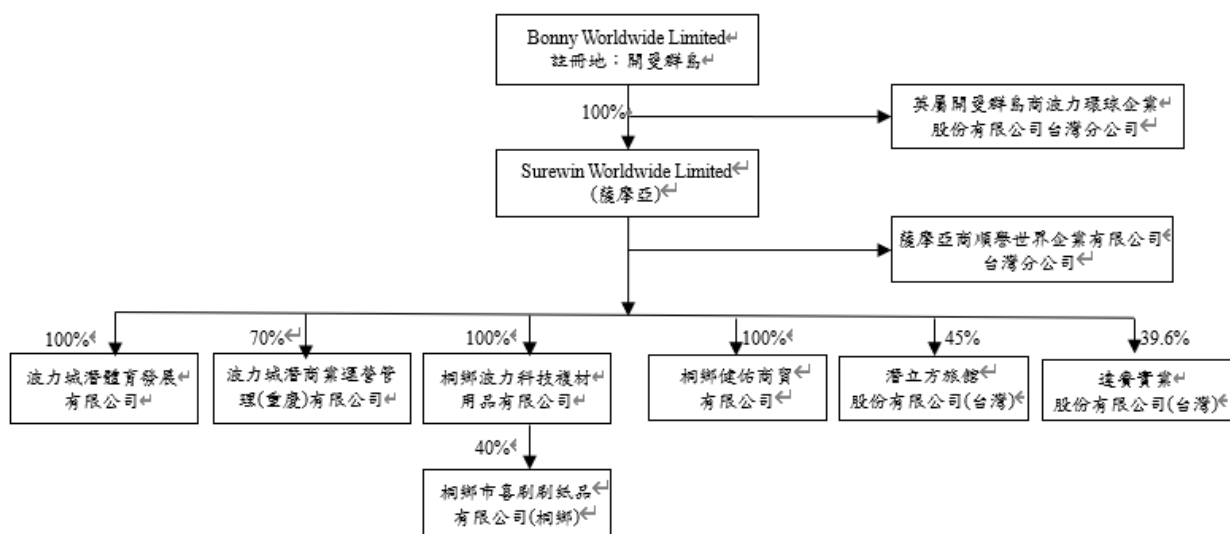 Bonny Worldwide Limited
註冊地：開曼群島
100%
英屬開曼群島商波力環球企業
股份有限公司台灣分公司
Surewin Worldwide Limited
(薩摩亞)
薩摩亞商順譽世界企業有限公司
台灣分公司
100%
70%
100%
100%
45%
39.6%
波力城潛體育發展
有限公司
波力城潛商業運營管
理(重慶)有限公司
桐鄉波力科技複材
用品有限公司
桐鄉健佑商貿
有限公司
潛立方旅館
股份有限公司(台灣)
達賚實業
股份有限公司(台灣)
40%
桐鄉市喜刷刷紙品
有限公司(桐鄉)